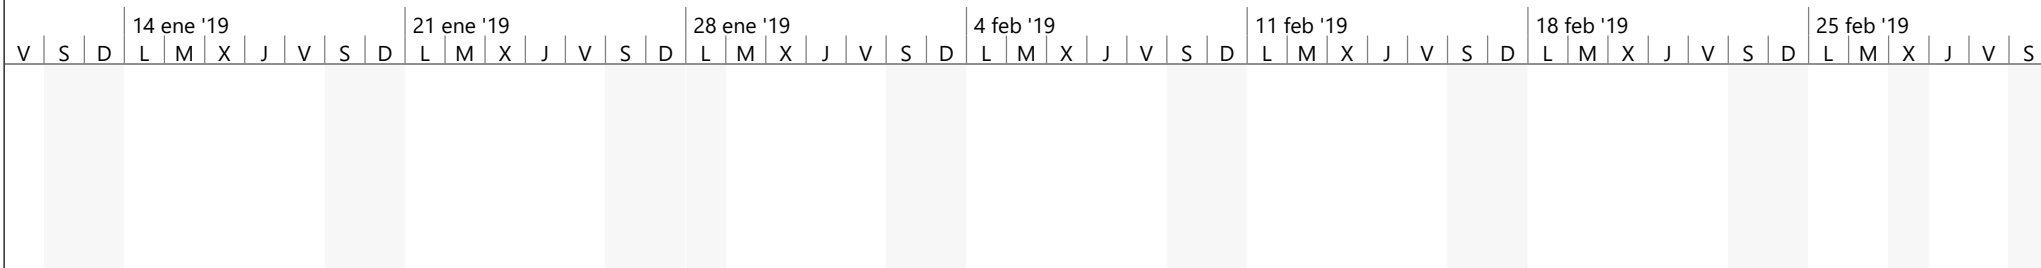 14 ene '19 21 ene '19 28 ene '19 4 feb '19 11 feb '19 18 feb '19 25 feb '19
V S D L M X J V S D L M X J V S D L M X J V S D L M X J V S D L M X J V S D L M X J V S D L M X J V S